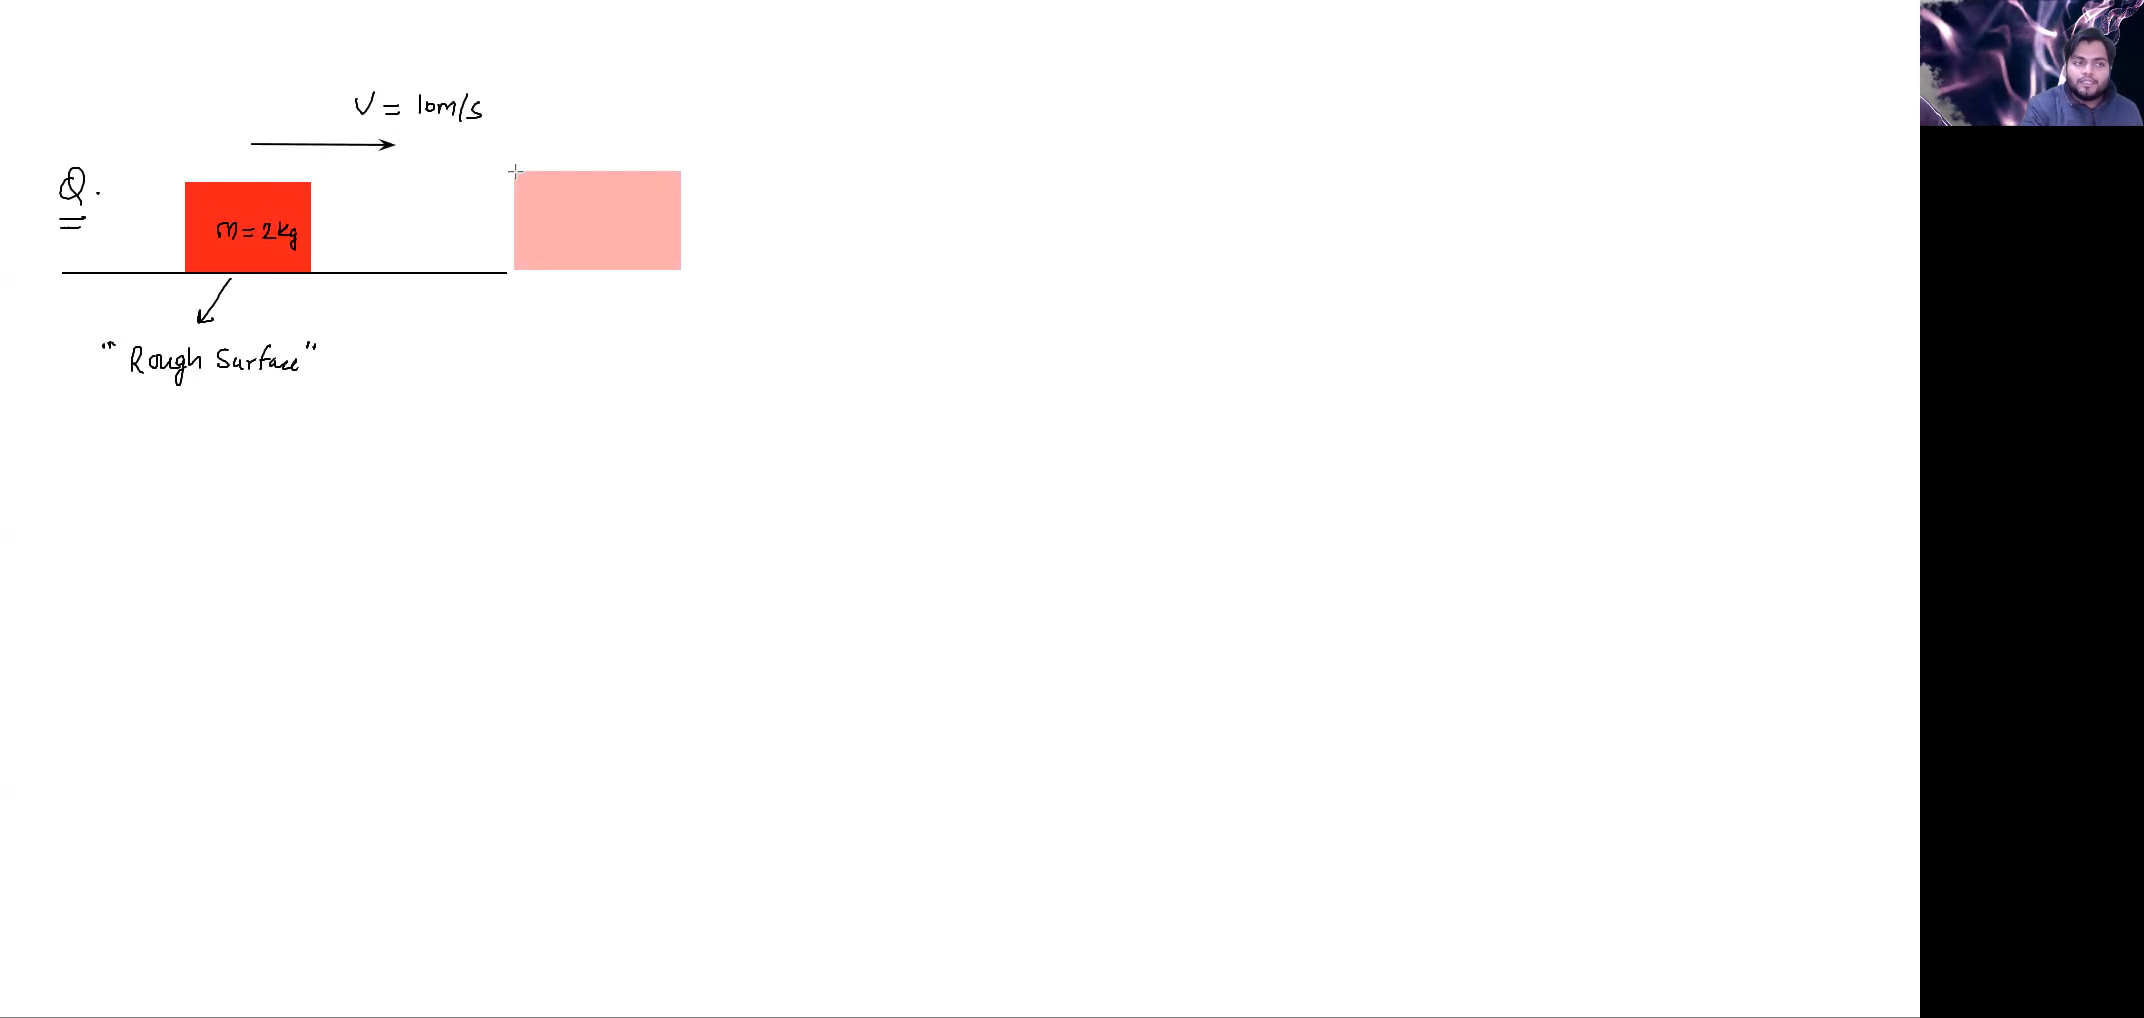 V = 10m/s
Q.
m = 2kg
"Rough Surface"